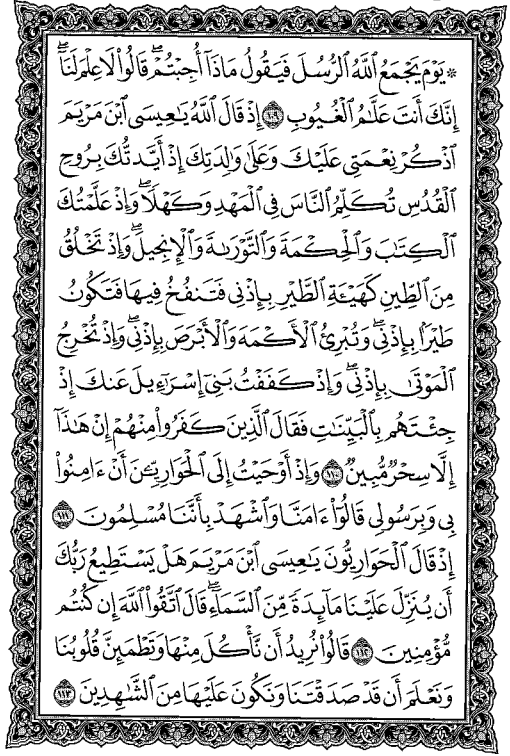 ۞ يَوْمَ يَجْمَعُ ٱللَّهُ ٱلرُّسُلَ فَيَقُولُ مَاذَآ أُجِبْتُمْ ۖ قَالُوا۟ لَا عِلْمَ لَنَآ ۖ
إِنَّكَ أَنتَ عَلَّٰمُ ٱلْغُيُوبِ ١٠٩ إِذْ قَالَ ٱللَّهُ يَٰعِيسَى ٱبْنَ مَرْيَمَ
ٱذْكُرْ نِعْمَتِى عَلَيْكَ وَعَلَىٰ وَٰلِدَتِكَ إِذْ أَيَّدتُّكَ بِرُوحِ
ٱلْقُدُسِ تُكَلِّمُ ٱلنَّاسَ فِى ٱلْمَهْدِ وَكَهْلًا ۖ وَإِذْ عَلَّمْتُكَ
ٱلْكِتَٰبَ وَٱلْحِكْمَةَ وَٱلتَّوْرَىٰةَ وَٱلْإِنجِيلَ ۖ وَإِذْ تَخْلُقُ
مِنَ ٱلطِّينِ كَهَيْـَٔةِ ٱلطَّيْرِ بِإِذْنِى فَتَنفُخُ فِيهَا فَتَكُونُ
طَيْرًۢا بِإِذْنِى ۖ وَتُبْرِئُ ٱلْأَكْمَهَ وَٱلْأَبْرَصَ بِإِذْنِى ۖ وَإِذْ تُخْرِجُ
ٱلْمَوْتَىٰ بِإِذْنِى ۖ وَإِذْ كَفَفْتُ بَنِىٓ إِسْرَٰٓءِيلَ عَنكَ إِذْ
جِئْتَهُم بِٱلْبَيِّنَٰتِ فَقَالَ ٱلَّذِينَ كَفَرُوا۟ مِنْهُمْ إِنْ هَٰذَآ
إِلَّا سِحْرٌ مُّبِينٌ ١١٠ وَإِذْ أَوْحَيْتُ إِلَى ٱلْحَوَارِيِّـۧنَ أَنْ ءَامِنُوا۟
بِى وَبِرَسُولِى قَالُوٓا۟ ءَامَنَّا وَٱشْهَدْ بِأَنَّنَا مُسْلِمُونَ ١١١
إِذْ قَالَ ٱلْحَوَارِيُّونَ يَٰعِيسَى ٱبْنَ مَرْيَمَ هَلْ يَسْتَطِيعُ رَبُّكَ
أَن يُنَزِّلَ عَلَيْنَا مَآئِدَةً مِّنَ ٱلسَّمَآءِ ۖ قَالَ ٱتَّقُوا۟ ٱللَّهَ إِن كُنتُم
مُّؤْمِنِينَ ١١٢ قَالُوا۟ نُرِيدُ أَن نَّأْكُلَ مِنْهَا وَتَطْمَئِنَّ قُلُوبُنَا
وَنَعْلَمَ أَن قَدْ صَدَقْتَنَا وَنَكُونَ عَلَيْهَا مِنَ ٱلشَّٰهِدِينَ ١١٣